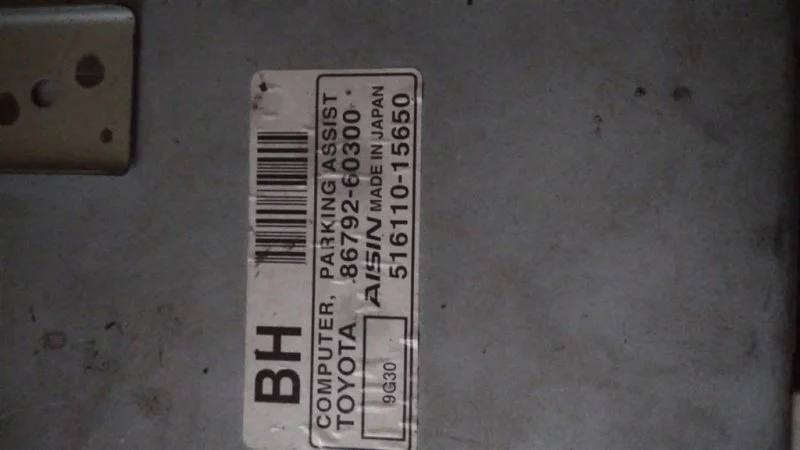 BH
COMPUTER, PARKING ASSIST
TOYOTA 86792-60300
AISIN MADE IN JAPAN
9G30
516110-15650